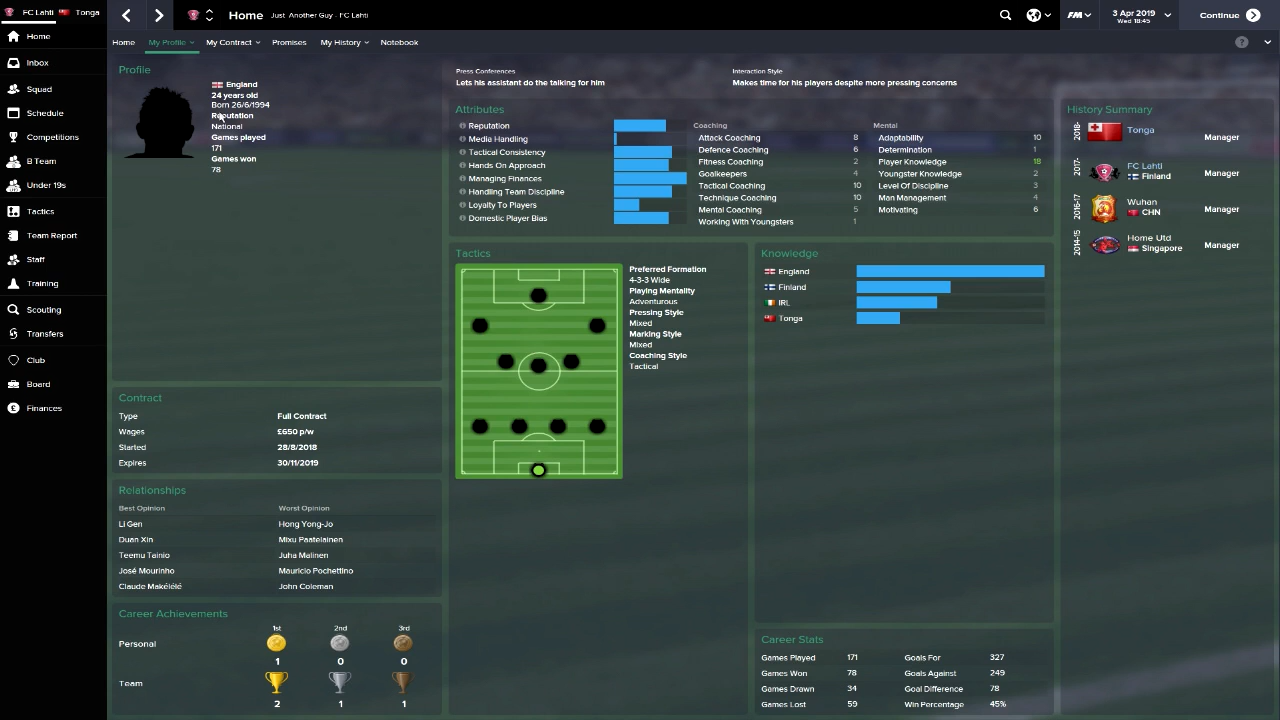 FC Lahti Tonga
Home Just Another Guy - FC Lahti
FM
3 Apr 2019
Wed 18:45
Continue
Home
Inbox
Squad
Schedule
Competitions
B Team
Under 19s
Tactics
Team Report
Staff
Training
Scouting
Transfers
Club
Board
Finances
Home My Profile My Contract Promises My History Notebook
?
Profile
England
24 years old
Born 26/6/1994
Reputation
National
Games played
171
Games won
78
Press Conferences
Lets his assistant do the talking for him
Interaction Style
Makes time for his players despite more pressing concerns
Attributes
Reputation
Media Handling
Tactical Consistency
Hands On Approach
Managing Finances
Handling Team Discipline
Loyalty To Players
Domestic Player Bias
Coaching
Attack Coaching 8
Defence Coaching 6
Fitness Coaching 2
Goalkeepers 4
Tactical Coaching 10
Technique Coaching 10
Mental Coaching 5
Working With Youngsters 1
Mental
Adaptability 10
Determination 1
Player Knowledge 18
Youngster Knowledge 2
Level Of Discipline 3
Man Management 4
Motivating 6
History Summary
2018- Tonga Manager
2017- FC Lahti Finland Manager
2016-17 Wuhan CHN Manager
2014-15 Home Utd Singapore Manager
Tactics
Preferred Formation
4-3-3 Wide
Playing Mentality
Adventurous
Pressing Style
Mixed
Marking Style
Mixed
Coaching Style
Tactical
Knowledge
England
Finland
IRL
Tonga
Contract
Type Full Contract
Wages £650 p/w
Started 28/8/2018
Expires 30/11/2019
Relationships
Best Opinion Worst Opinion
Li Gen Hong Yong-Jo
Duan Xin Mixu Paatelainen
Teemu Tainio Juha Malinen
José Mourinho Mauricio Pochettino
Claude Makélélé John Coleman
Career Achievements
1st 2nd 3rd
Personal
1 0 0
Team
2 1 1
Career Stats
Games Played 171 Goals For 327
Games Won 78 Goals Against 249
Games Drawn 34 Goal Difference 78
Games Lost 59 Win Percentage 45%